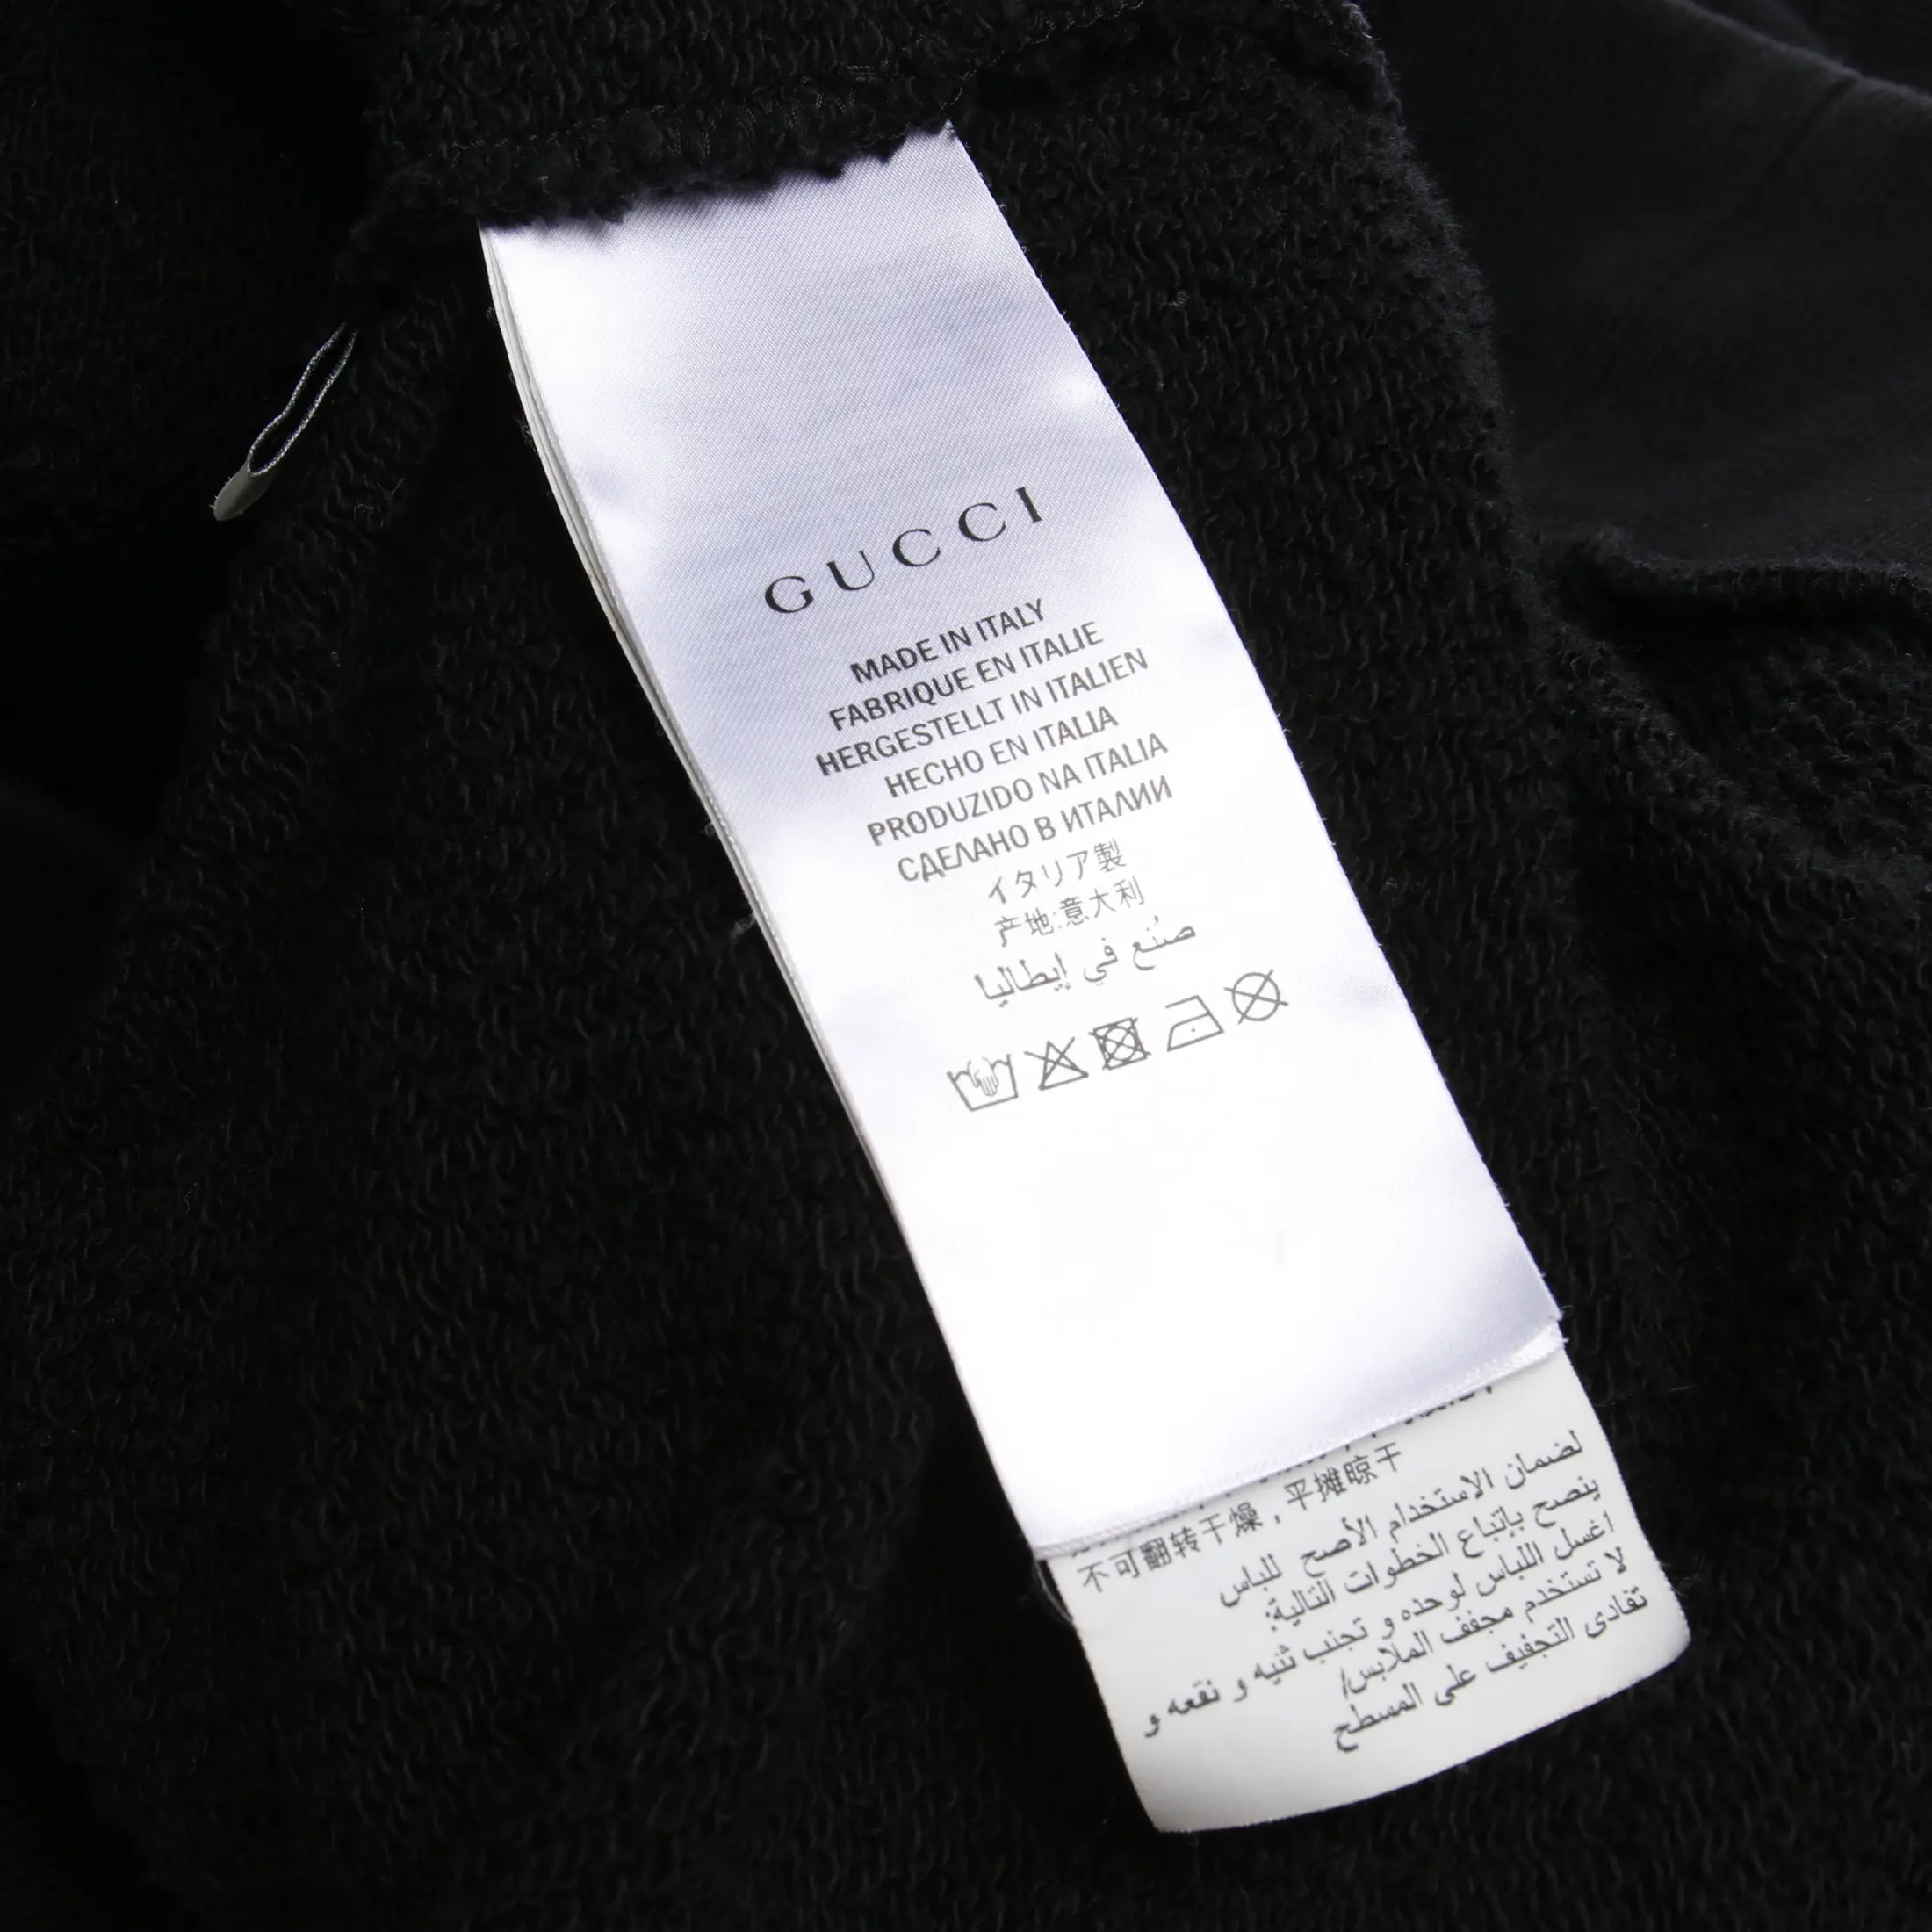 GUCCI
MADE IN ITALY
FABRIQUE EN ITALIE
HERGESTELLT IN ITALIEN
HECHO EN ITALIA
PRODUZIDO NA ITALIA
СДЕЛАНО В ИТАЛИИ
イタリア製
产地:意大利
صُنع في إيطاليا
不可翻转干燥，平摊晾干
لضمان الاستخدام الأصح للباس
ينصح بإتباع الخطوات التالية:
اغسل اللباس لوحده و تجنب ثنيه و نقعه و
لا تستخدم مجفف الملابس/
تفادى التجفيف على المسطح